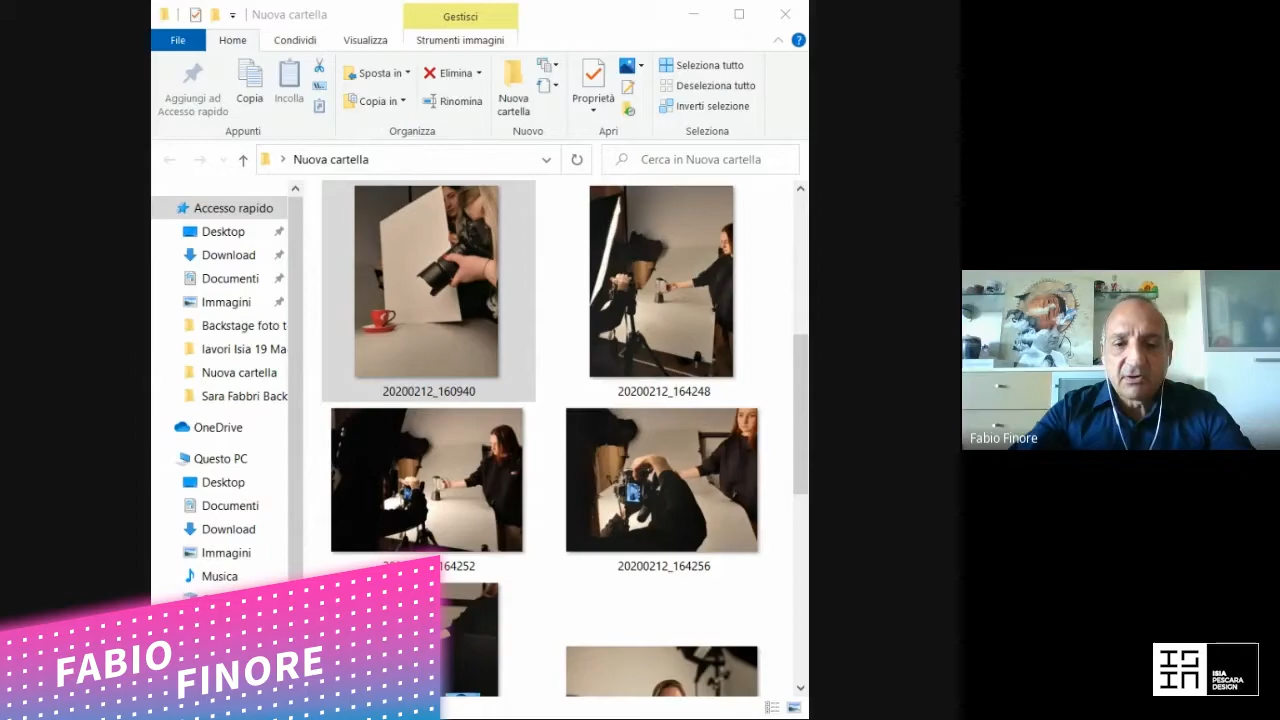 Nuova cartella
Gestisci
File
Home
Condividi
Visualizza
Strumenti immagini
?
Aggiungi ad
Accesso rapido
Copia
Incolla
Appunti
Sposta in
Copia in
Elimina
Rinomina
Organizza
Nuova
cartella
Nuovo
Proprietà
Apri
Seleziona tutto
Deseleziona tutto
Inverti selezione
Seleziona
Nuova cartella
Cerca in Nuova cartella
Accesso rapido
Desktop
Download
Documenti
Immagini
Backstage foto t
lavori Isia 19 Ma
Nuova cartella
Sara Fabbri Back
OneDrive
Questo PC
Desktop
Documenti
Download
Immagini
Musica
20200212_160940
20200212_164248
164252
20200212_164256
Fabio Finore
FABIO
FINORE
ISIA
PESCARA
DESIGN